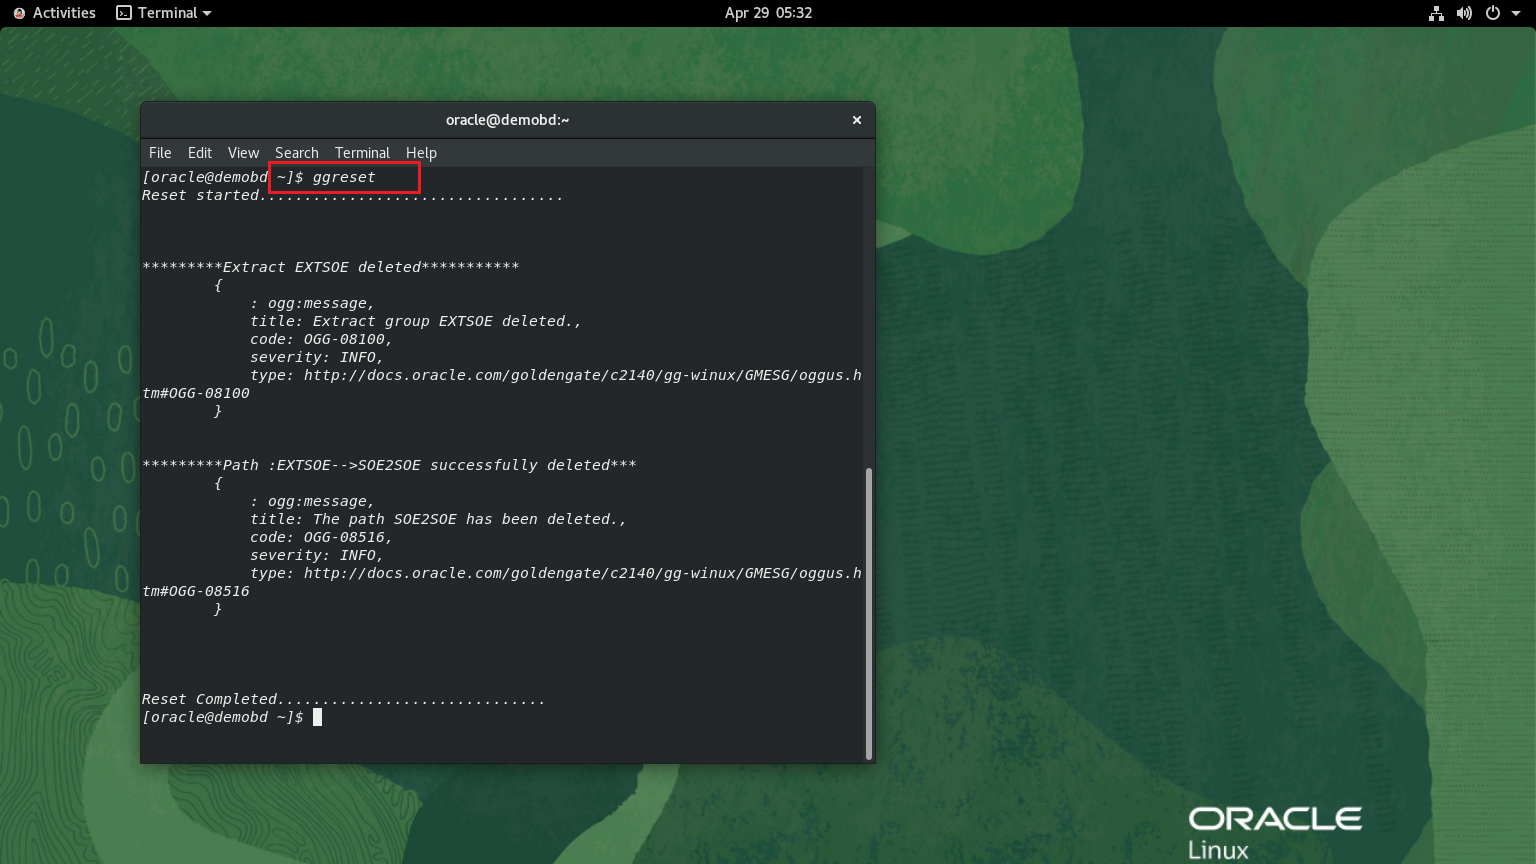 Activities Terminal Apr 29 05:32
oracle@demobd:~
File Edit View Search Terminal Help
[oracle@demobd ~]$ ggreset
Reset started..................................
*********Extract EXTSOE deleted***********
{
: ogg:message,
title: Extract group EXTSOE deleted.,
code: OGG-08100,
severity: INFO,
type: http://docs.oracle.com/goldengate/c2140/gg-winux/GMESG/oggus.h
tm#OGG-08100
}
*********Path :EXTSOE-->SOE2SOE successfully deleted***
{
: ogg:message,
title: The path SOE2SOE has been deleted.,
code: OGG-08516,
severity: INFO,
type: http://docs.oracle.com/goldengate/c2140/gg-winux/GMESG/oggus.h
tm#OGG-08516
}
Reset Completed..............................
[oracle@demobd ~]$
ORACLE
Linux